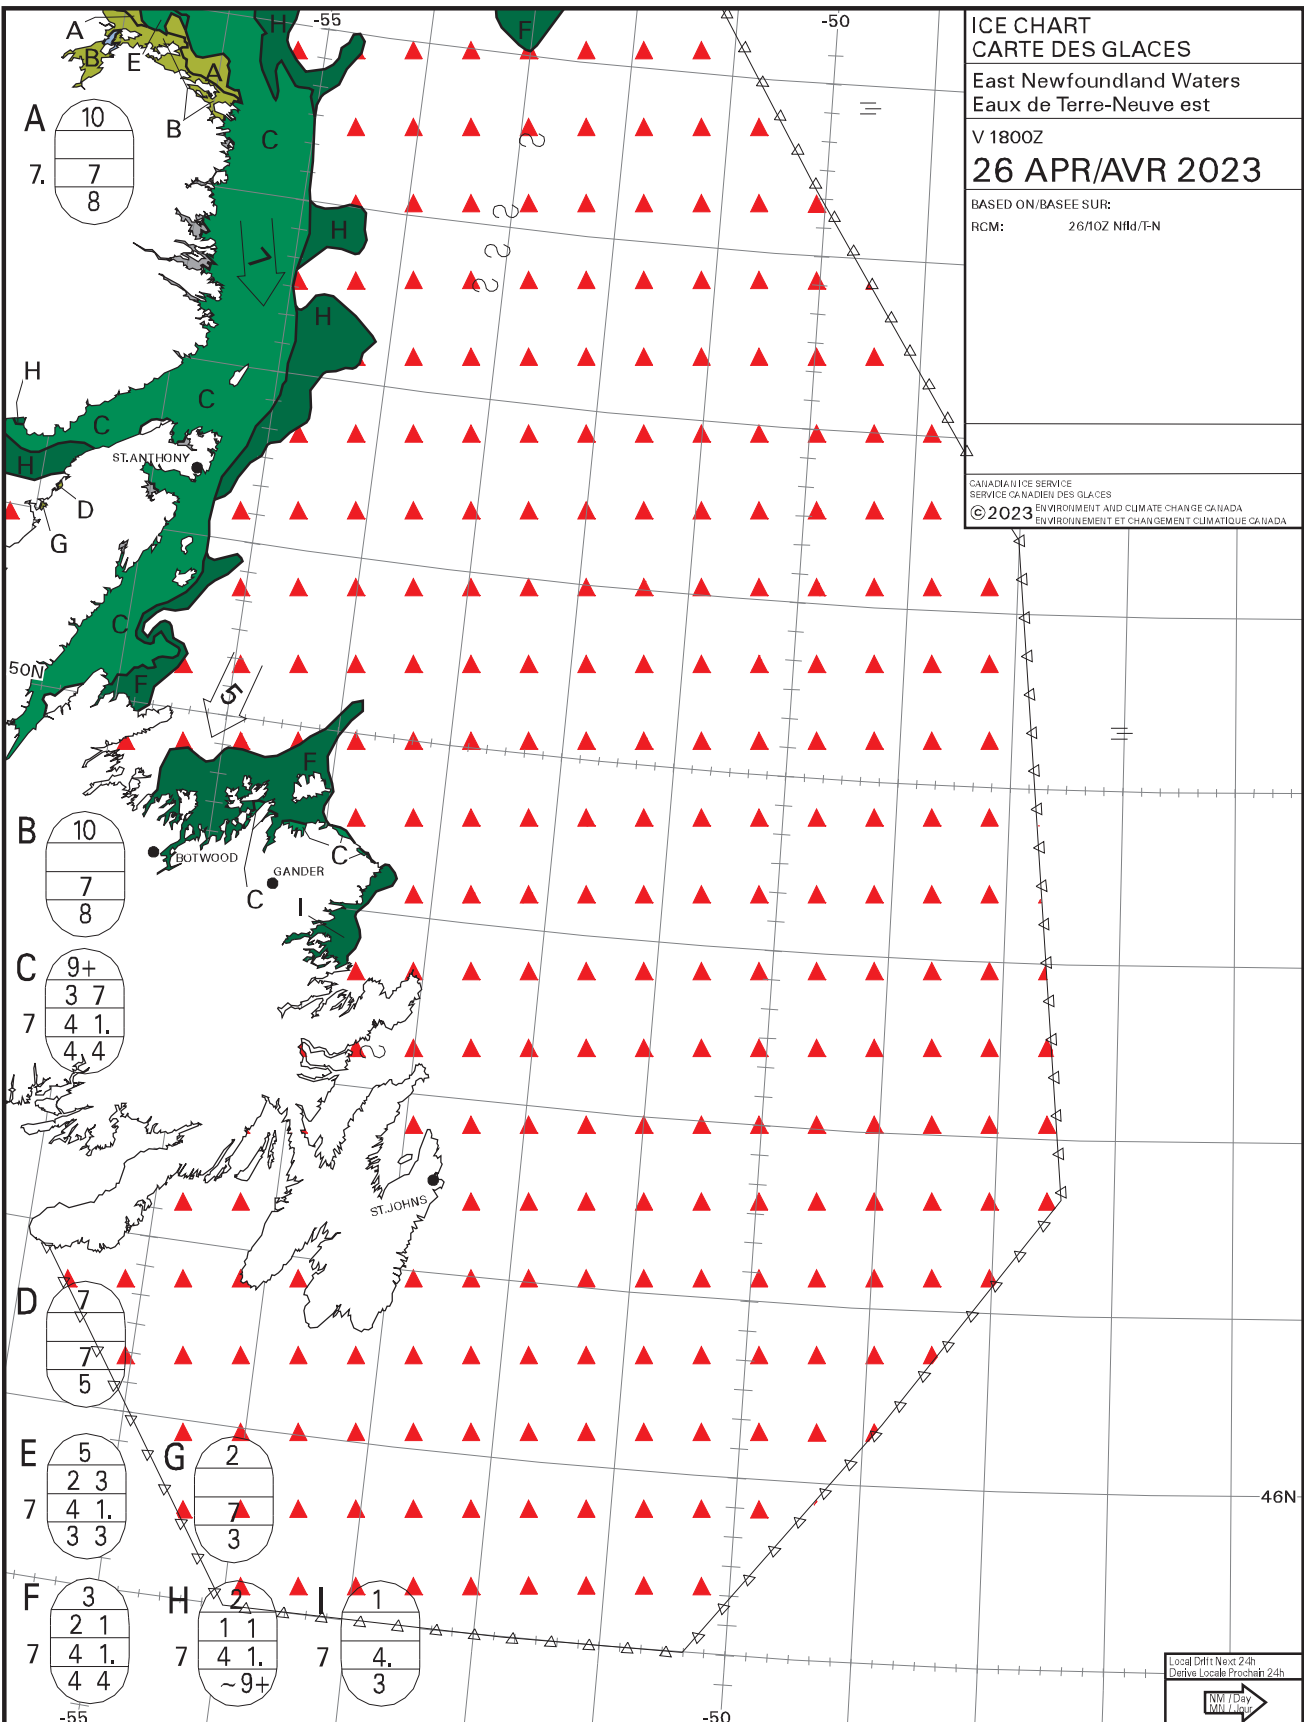 -55
-50
ICE CHART
CARTE DES GLACES
East Newfoundland Waters
Eaux de Terre-Neuve est
V 1800Z
26 APR/AVR 2023
BASED ON/BASEE SUR:
RCM: 26/10Z Nfld/T-N
CANADIAN ICE SERVICE
SERVICE CANADIEN DES GLACES
©2023 ENVIRONMENT AND CLIMATE CHANGE CANADA
ENVIRONNEMENT ET CHANGEMENT CLIMATIQUE CANADA
H
F
A
B
E
A
B
C
A
10
7. 7
8
H
7
H
H
C
C
H
ST.ANTHONY
D
G
C
50N
F
5
F
B
10
7
8
BOTWOOD
C
GANDER
C
I
C
9+
3 7
7 4 1.
4 4
ST.JOHNS
D
7
7
5
E
5
2 3
7 4 1.
3 3
G
2
7
3
46N
F
3
2 1
7 4 1.
4 4
H
2
1 1
7 4 1.
~9+
I
1
7 4.
3
Local Drift Next 24h
Derive Locale Prochain 24h
NM / Day
MN / Jour
-55
-50